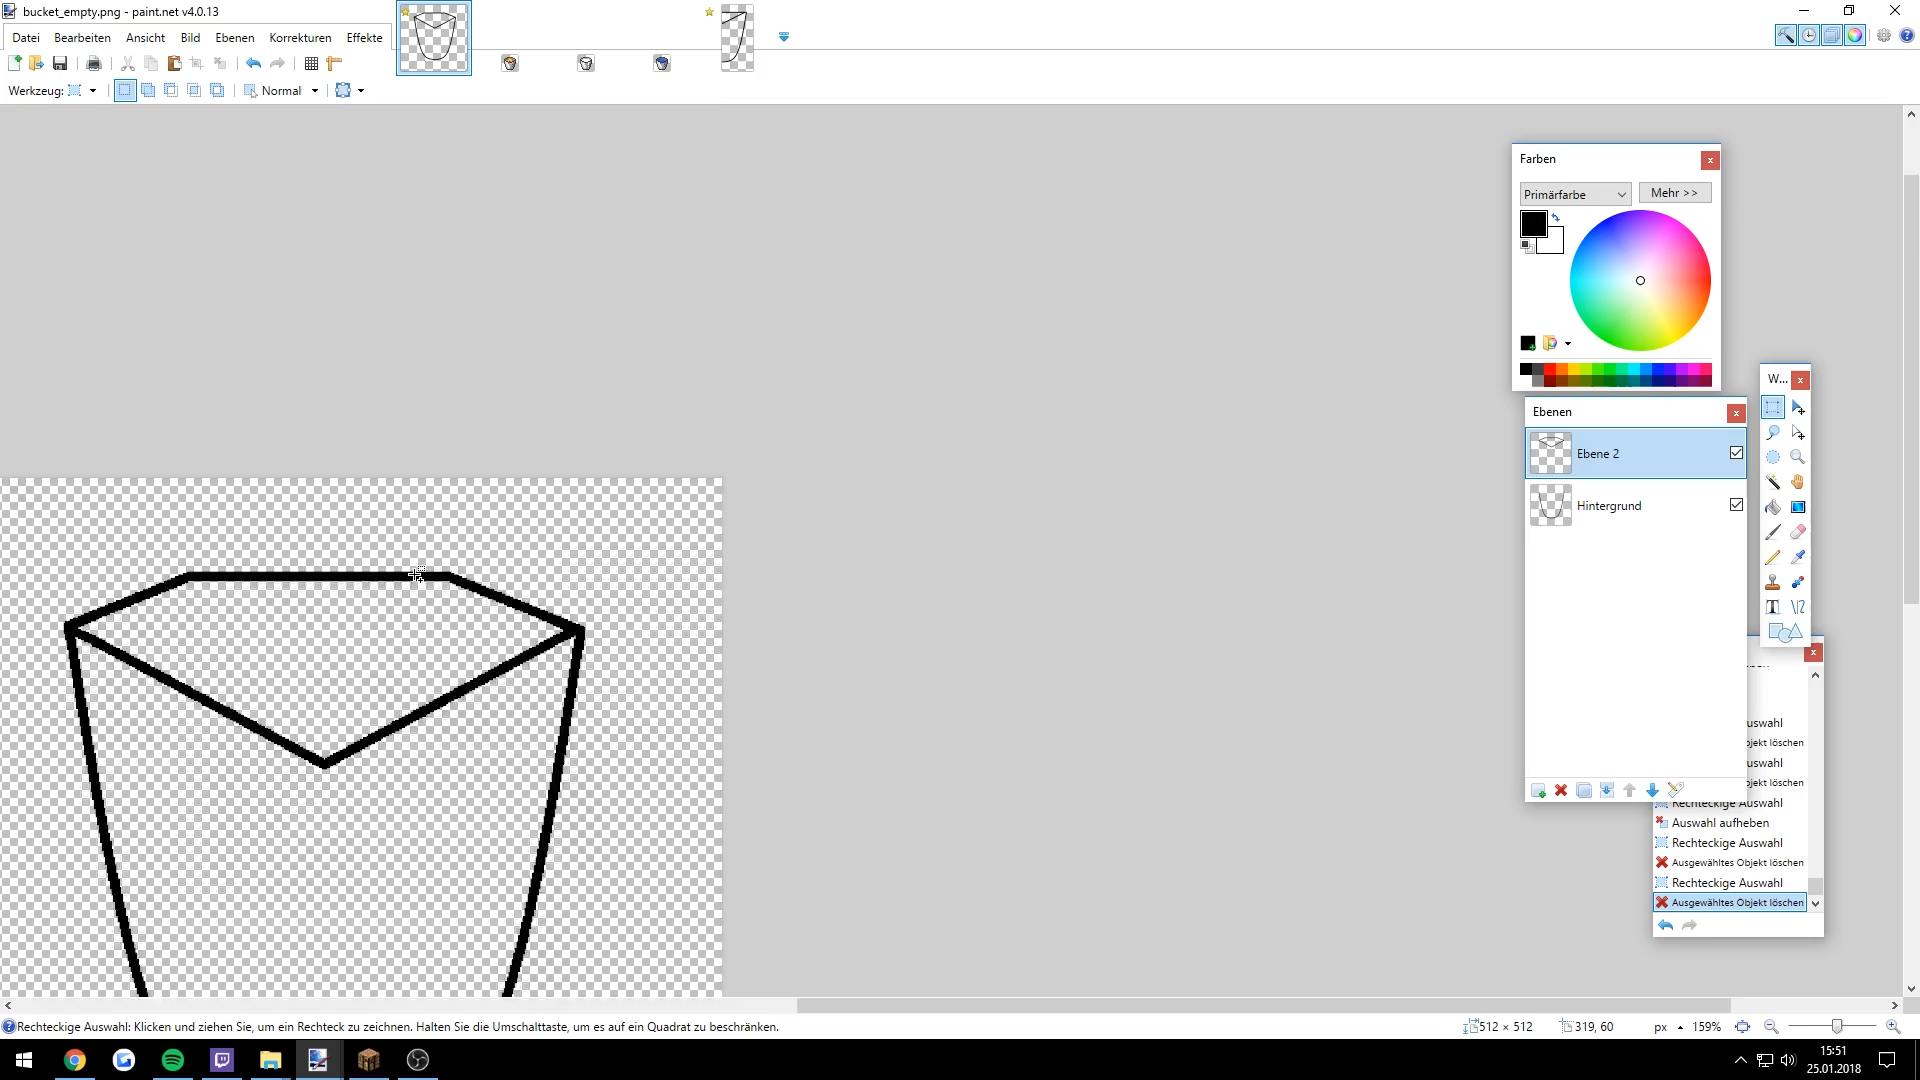 bucket_empty.png - paint.net v4.0.13
Datei Bearbeiten Ansicht Bild Ebenen Korrekturen Effekte
Werkzeug: Normal
Farben
Primärfarbe Mehr >>
W...
Ebenen
Ebene 2
Hintergrund
uswahl
bjekt löschen
uswahl
bjekt löschen
Rechteckige Auswahl
Auswahl aufheben
Rechteckige Auswahl
Ausgewähltes Objekt löschen
Rechteckige Auswahl
Ausgewähltes Objekt löschen
Rechteckige Auswahl: Klicken und ziehen Sie, um ein Rechteck zu zeichnen. Halten Sie die Umschalttaste, um es auf ein Quadrat zu beschränken.
512 × 512 319, 60 px 159%
15:51
25.01.2018